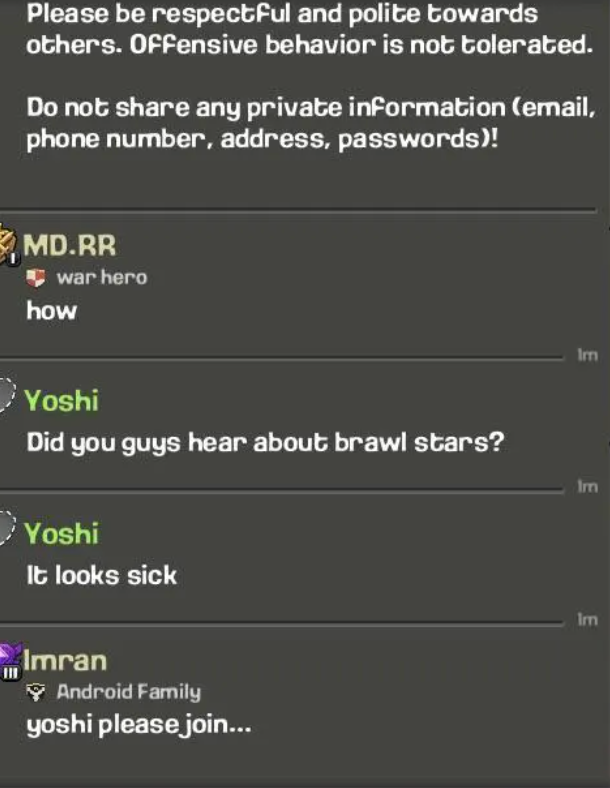 Please be respectful and polite towards
others. Offensive behavior is not tolerated.
Do not share any private information (email,
phone number, address, passwords)!
MD.RR
war hero
how
1m
Yoshi
Did you guys hear about brawl stars?
1m
Yoshi
It looks sick
1m
Imran
Android Family
yoshi please join...